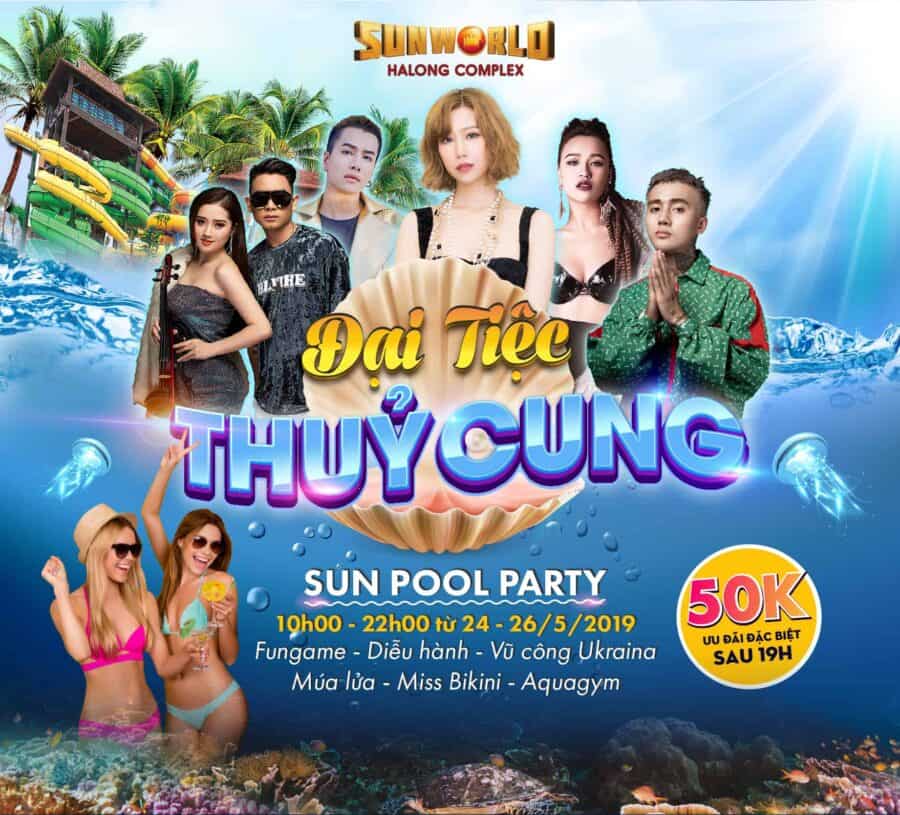 SUNWORLD
HALONG COMPLEX
Đại Tiệc
THUỶ CUNG
SUN POOL PARTY
10h00 - 22h00 từ 24 - 26/5/2019
Fungame - Diễu hành - Vũ công Ukraina
Múa lửa - Miss Bikini - Aquagym
50K
ƯU ĐÃI ĐẶC BIỆT
SAU 19H